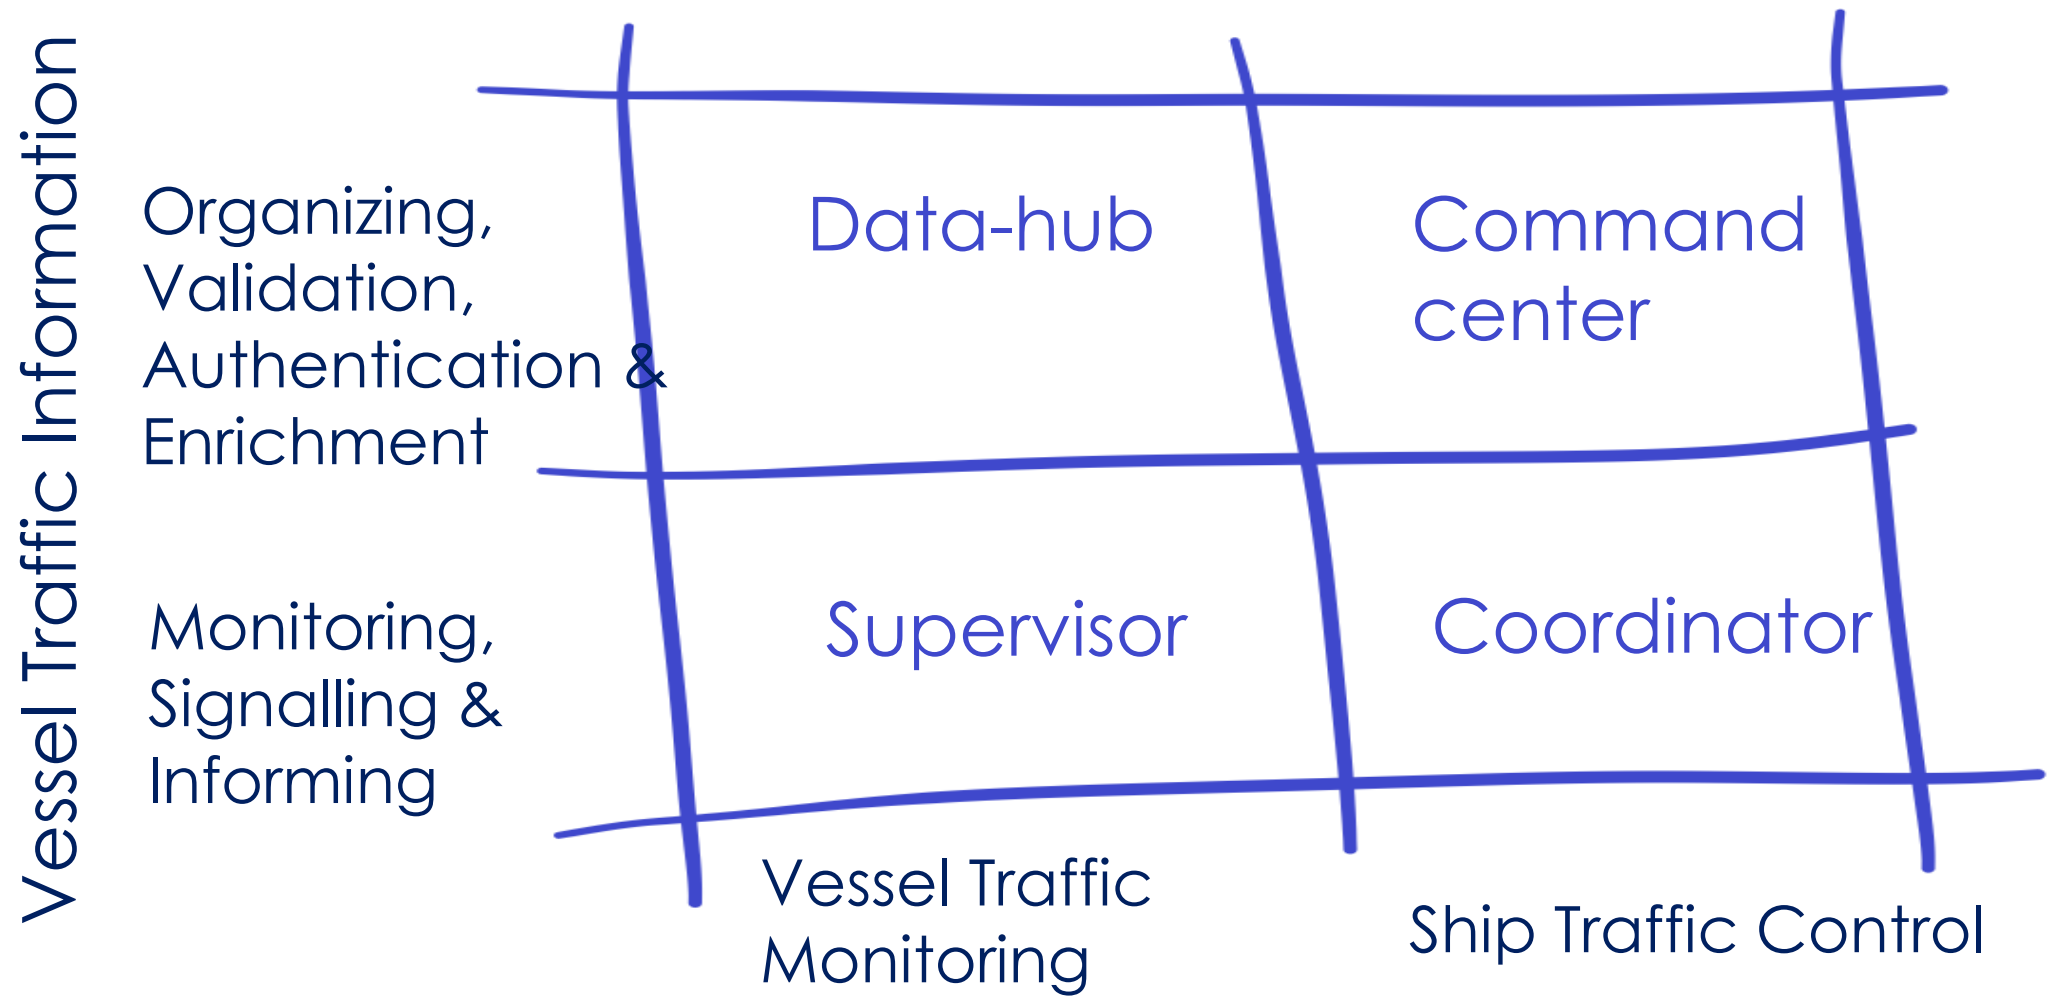 Vessel Traffic Information
Organizing,
Validation,
Authentication &
Enrichment
Data-hub
Command
center
Monitoring,
Signalling &
Informing
Supervisor
Coordinator
Vessel Traffic
Monitoring
Ship Traffic Control